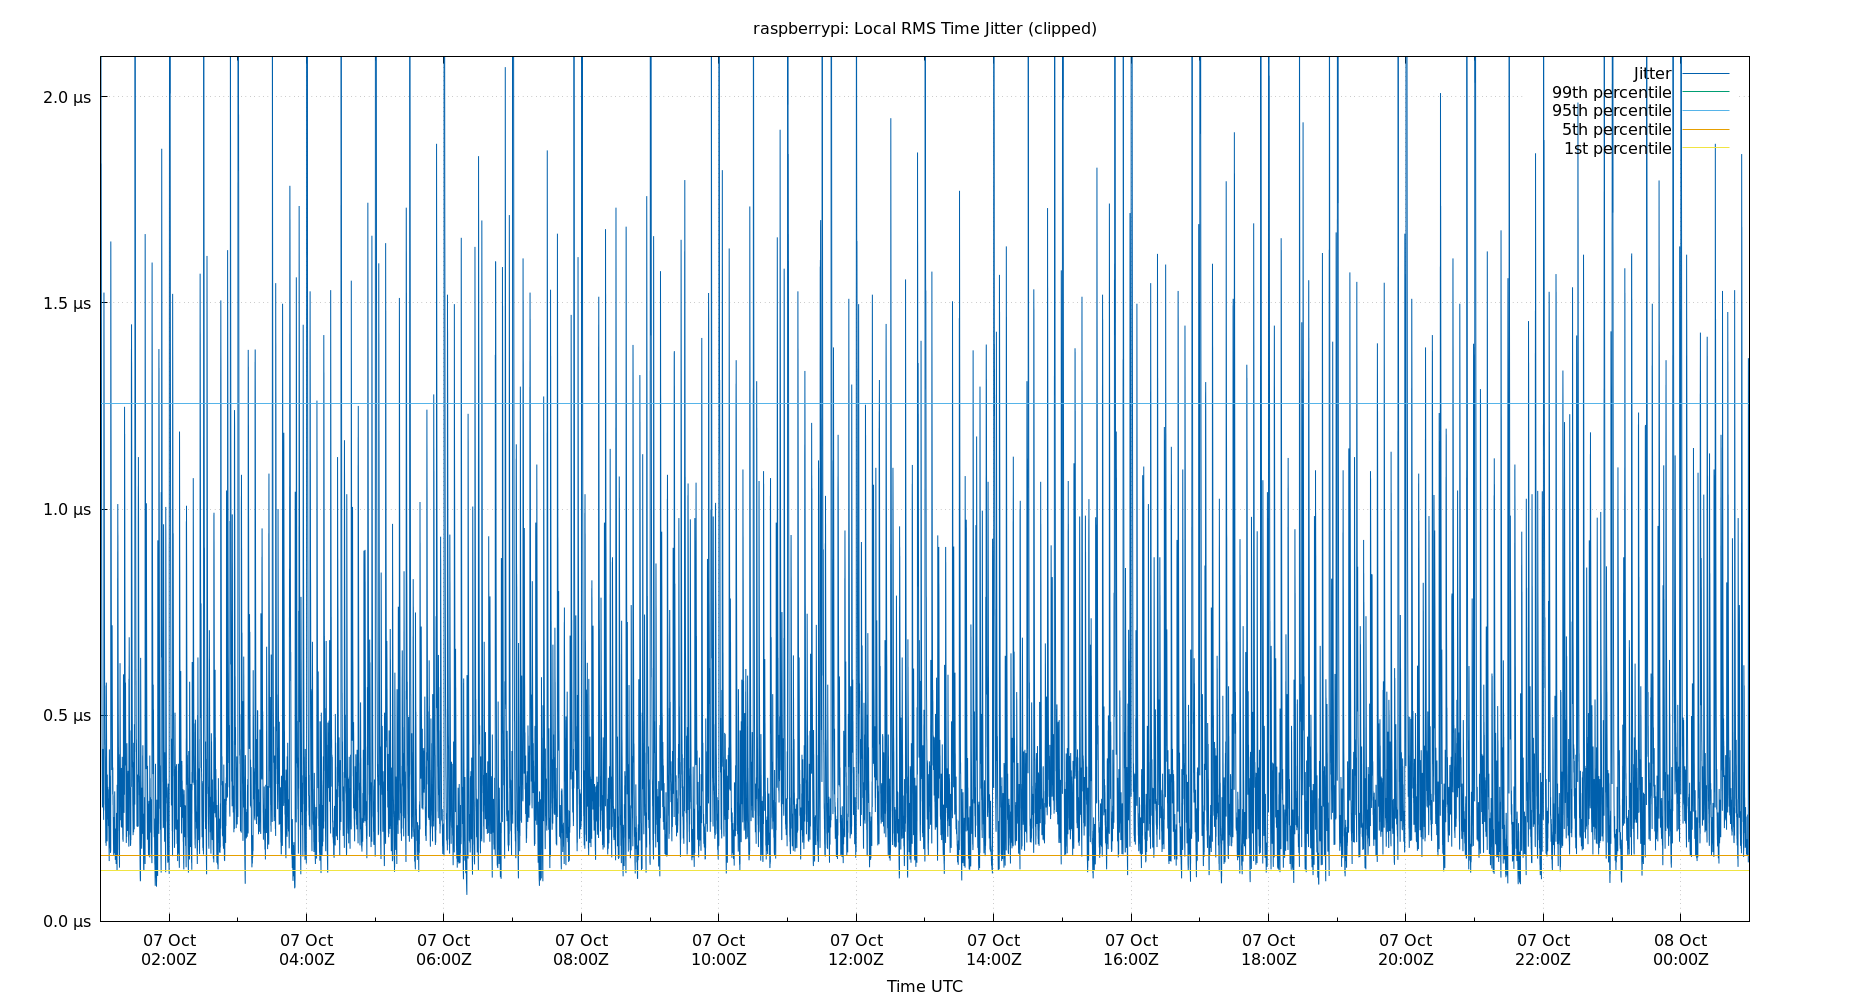 raspberrypi: Local RMS Time Jitter (clipped)
Jitter
99th percentile
95th percentile
5th percentile
1st percentile
2.0 µs
1.5 µs
1.0 µs
0.5 µs
0.0 µs
07 Oct 07 Oct 07 Oct 07 Oct 07 Oct 07 Oct 07 Oct 07 Oct 07 Oct 07 Oct 07 Oct 08 Oct
02:00Z 04:00Z 06:00Z 08:00Z 10:00Z 12:00Z 14:00Z 16:00Z 18:00Z 20:00Z 22:00Z 00:00Z
Time UTC